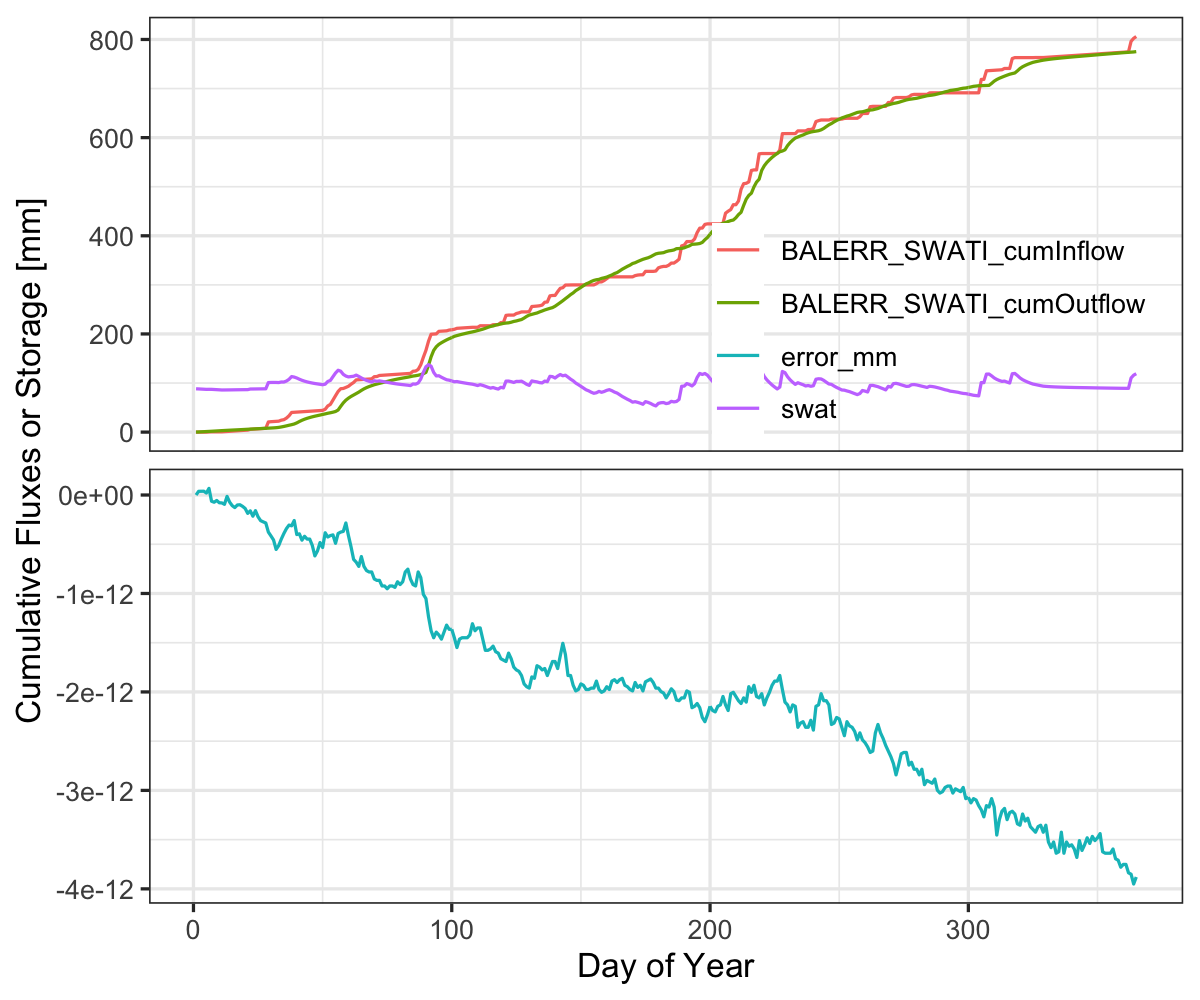 Cumulative Fluxes or Storage [mm]
800
600
400
200
0
BALERR_SWATI_cumInflow
BALERR_SWATI_cumOutflow
error_mm
swat
0e+00
-1e-12
-2e-12
-3e-12
-4e-12
0 100 200 300
Day of Year